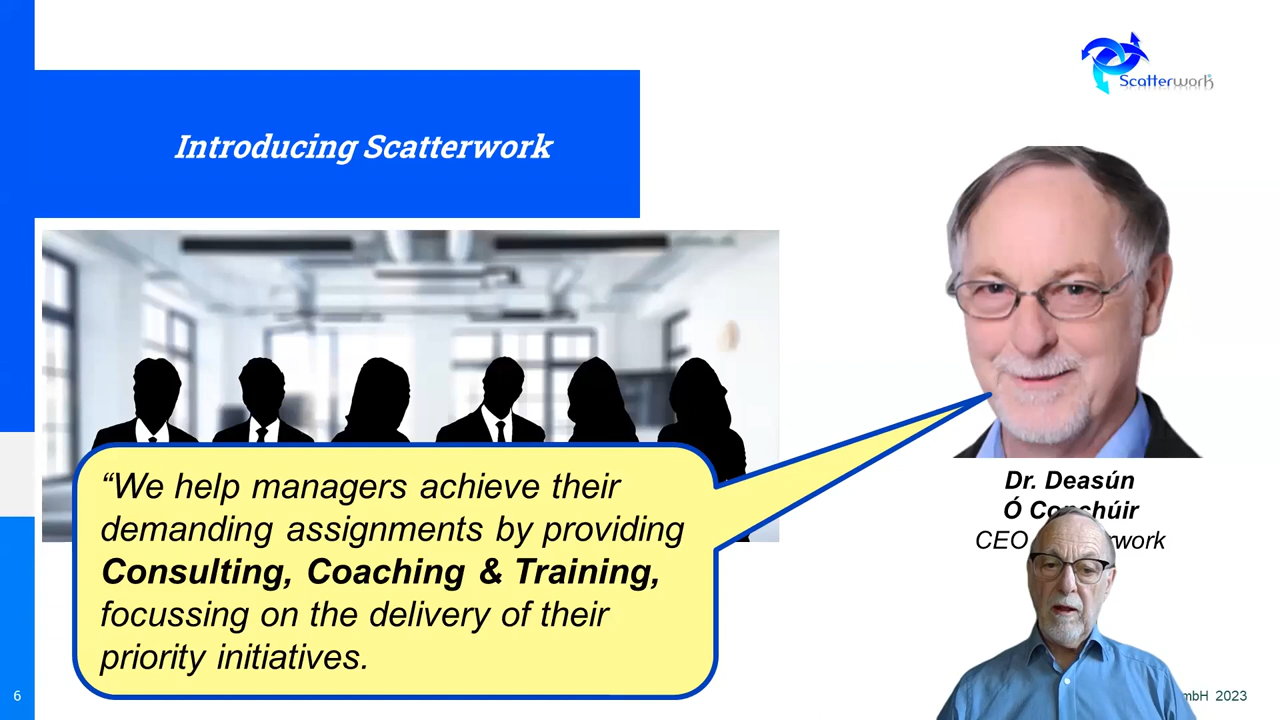 Scatterwork
Introducing Scatterwork
“We help managers achieve their
demanding assignments by providing
Consulting, Coaching & Training,
focussing on the delivery of their
priority initiatives.
Dr. Deasún
Ó
CEO
6
2023